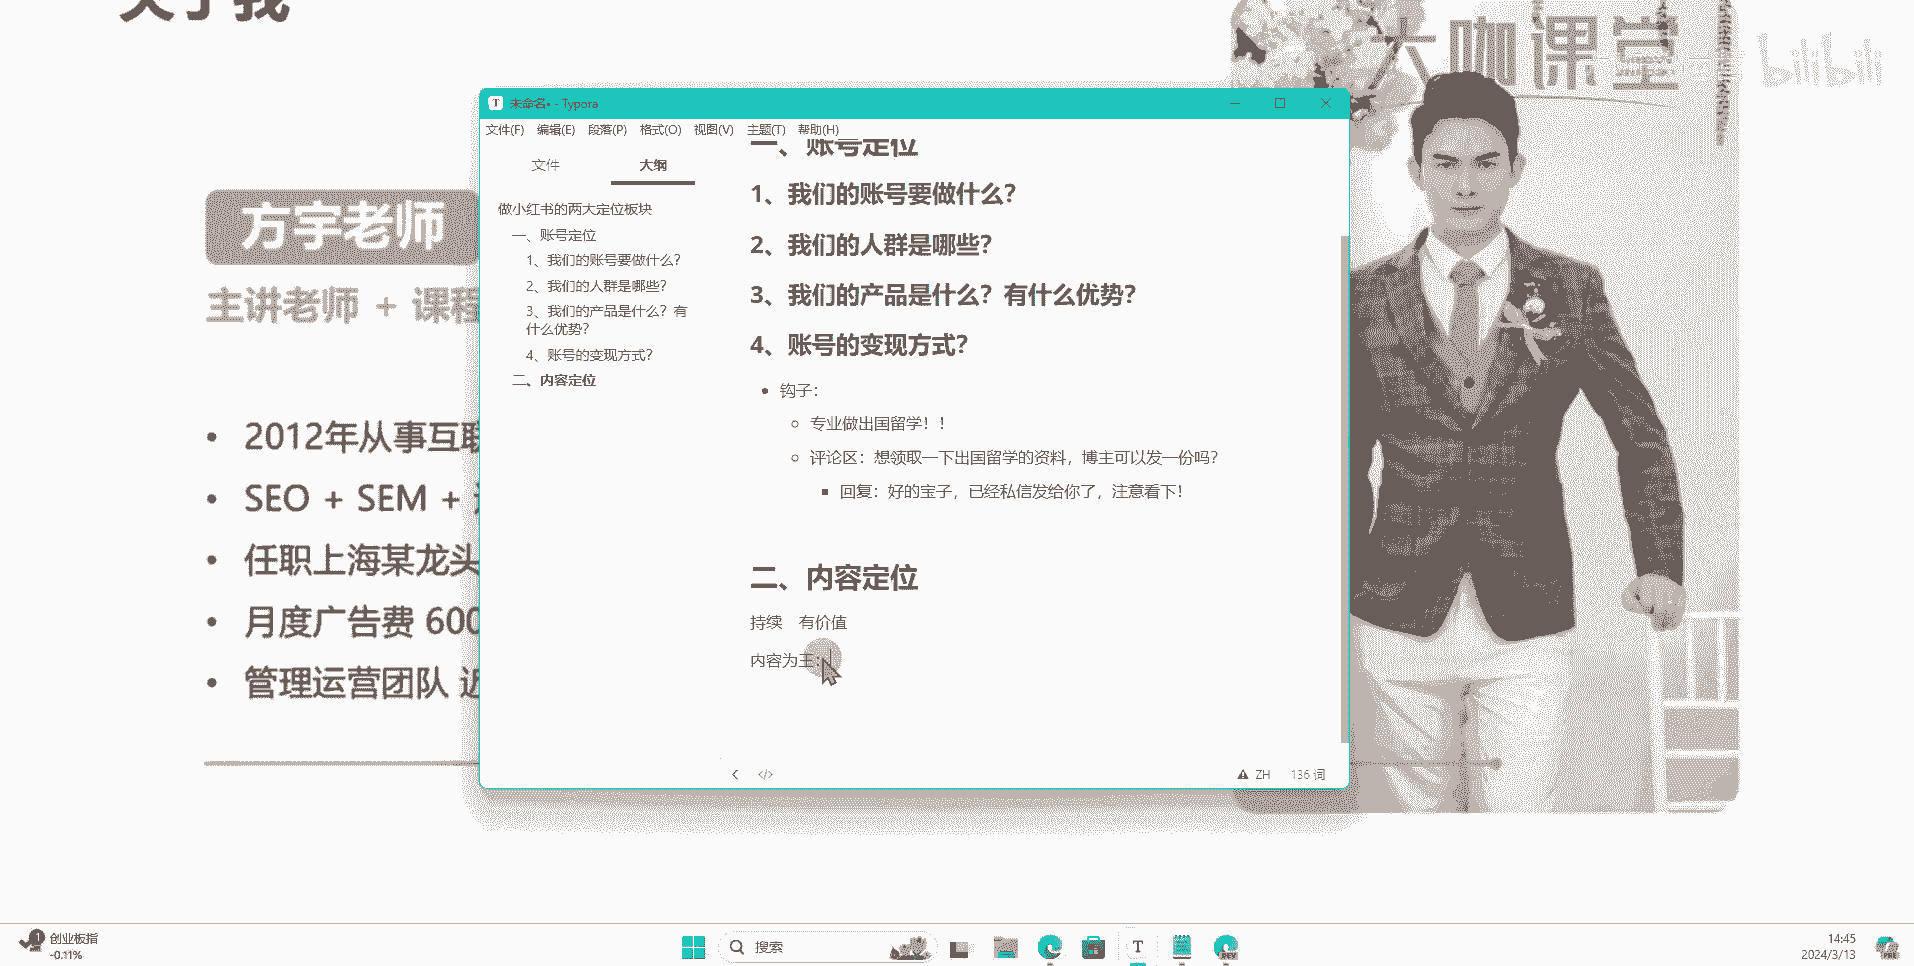 关于我
大咖课堂
bilibili
方宇老师
主讲老师 + 课程
2012年从事互联
SEO + SEM +
任职上海某龙头
月度广告费 600
管理运营团队 近
未命名• - Typora
文件(F) 编辑(E) 段落(P) 格式(O) 视图(V) 主题(T) 帮助(H)
文件 大纲
做小红书的两大定位板块
一、账号定位
1、我们的账号要做什么？
2、我们的人群是哪些？
3、我们的产品是什么？有
什么优势？
4、账号的变现方式？
二、内容定位
一、账号定位
1、我们的账号要做什么？
2、我们的人群是哪些？
3、我们的产品是什么？有什么优势？
4、账号的变现方式？
钩子：
专业做出国留学！！
评论区：想领取一下出国留学的资料，博主可以发一份吗？
回复：好的宝子，已经私信发给你了，注意看下！
二、内容定位
持续 有价值
内容为王：
ZH 136 词
1
创业板指
-0.11%
搜索
T
DEV
14:45
2024/3/13
PRE